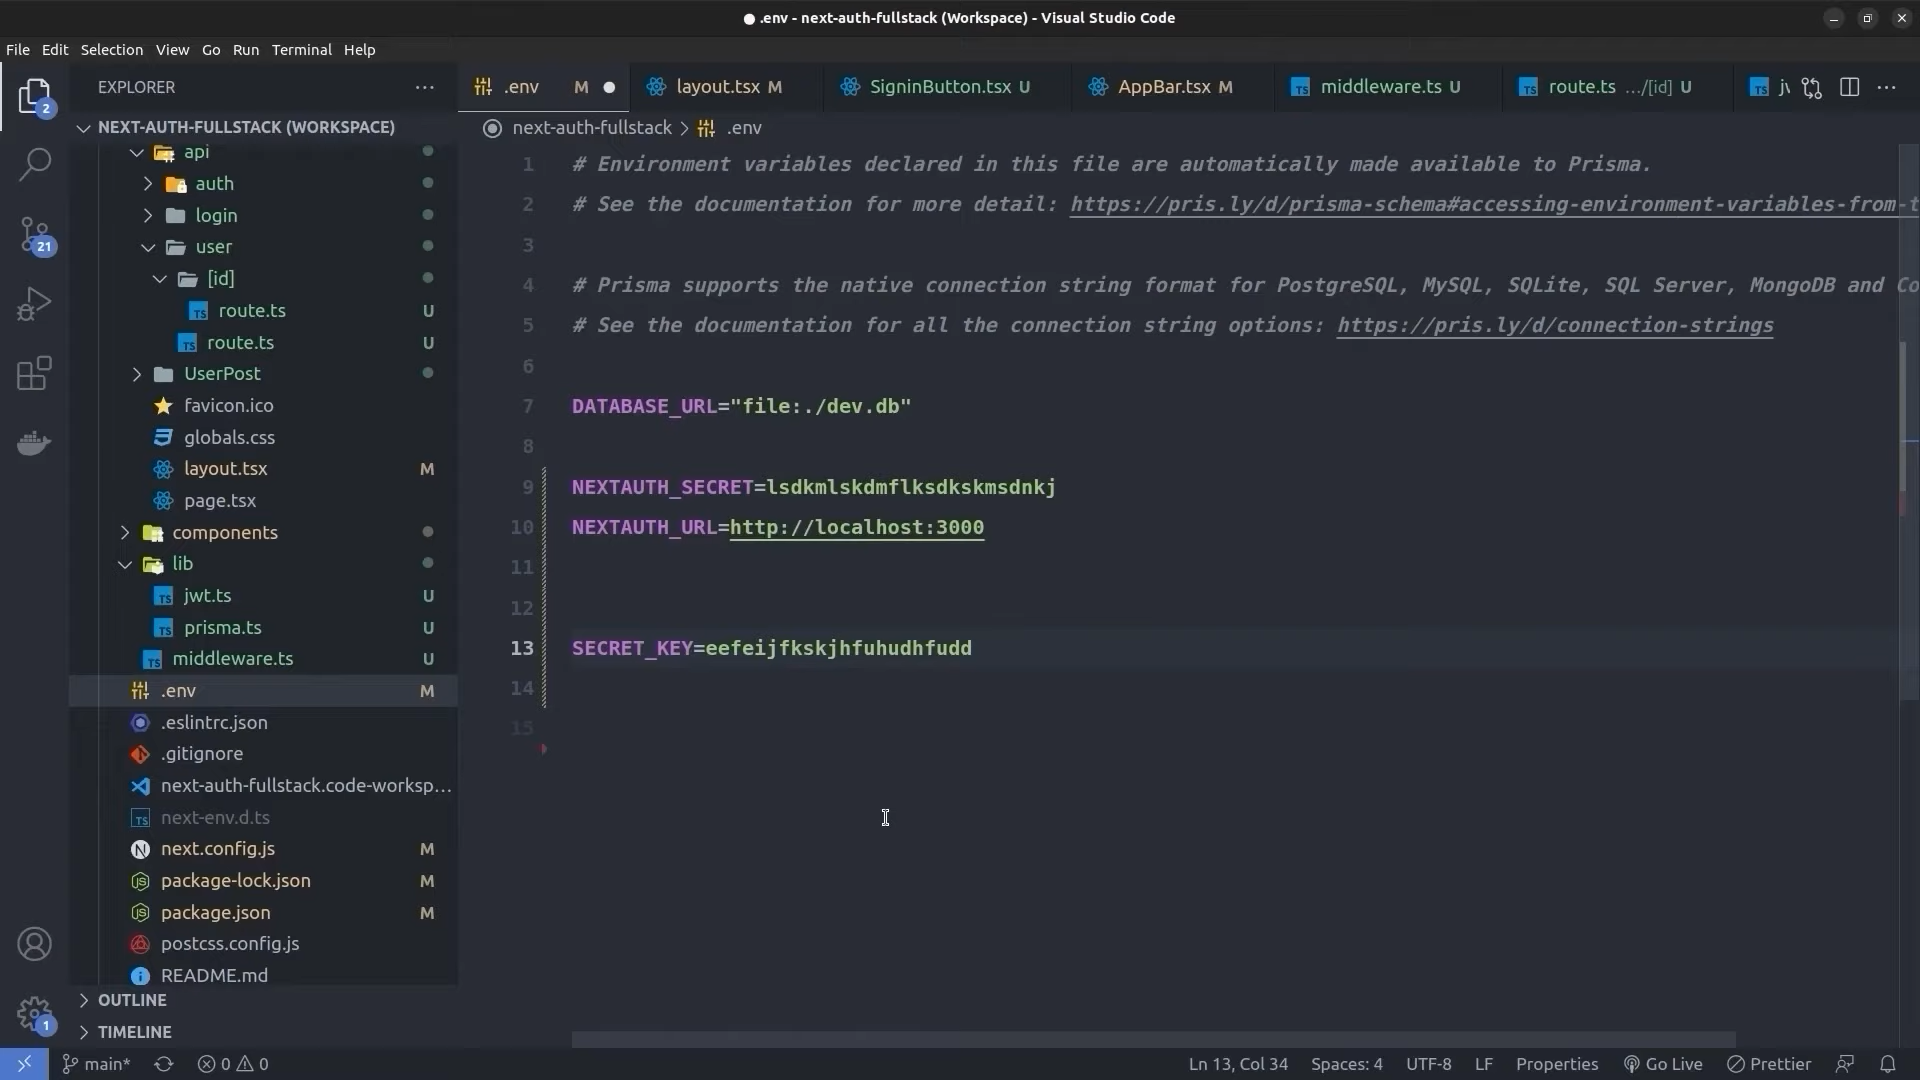 .env - next-auth-fullstack (Workspace) - Visual Studio Code
File Edit Selection View Go Run Terminal Help
EXPLORER
.env M
layout.tsx M
SigninButton.tsx U
AppBar.tsx M
middleware.ts U
route.ts .../[id] U
2
NEXT-AUTH-FULLSTACK (WORKSPACE)
next-auth-fullstack > .env
api
auth
login
user
21
[id]
route.ts U
route.ts U
UserPost
favicon.ico
globals.css
layout.tsx M
page.tsx
components
lib
jwt.ts U
prisma.ts U
middleware.ts U
.env M
.eslintrc.json
.gitignore
next-auth-fullstack.code-worksp...
next-env.d.ts
next.config.js M
package-lock.json M
package.json M
postcss.config.js
README.md
OUTLINE
1
TIMELINE
1 # Environment variables declared in this file are automatically made available to Prisma.
2 # See the documentation for more detail: https://pris.ly/d/prisma-schema#accessing-environment-variables-from-t
3
4 # Prisma supports the native connection string format for PostgreSQL, MySQL, SQLite, SQL Server, MongoDB and Co
5 # See the documentation for all the connection string options: https://pris.ly/d/connection-strings
6
7 DATABASE_URL="file:./dev.db"
8
9 NEXTAUTH_SECRET=lsdkmlskdmflksdkskmsdnkj
10 NEXTAUTH_URL=http://localhost:3000
11
12
13 SECRET_KEY=eefeijfkskjhfuhudhfudd
14
15
main* 0 0 Ln 13, Col 34 Spaces: 4 UTF-8 LF Properties Go Live Prettier